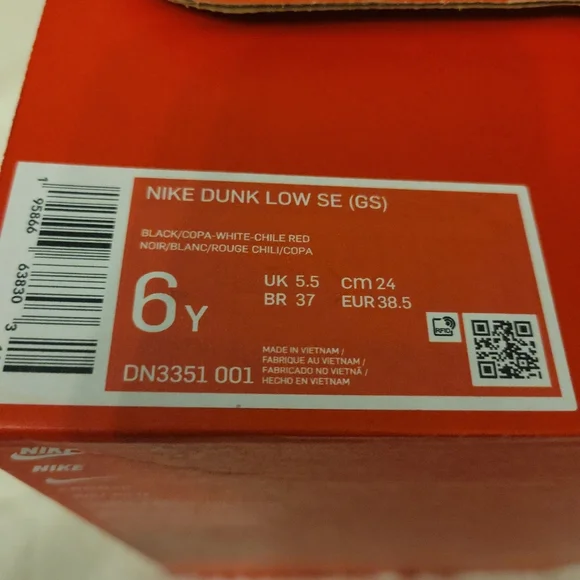 NIKE DUNK LOW SE (GS)
BLACK/COPA-WHITE-CHILE RED
NOIR/BLANC/ROUGE CHILI/COPA
6Y
UK 5.5 cm 24
BR 37 EUR 38.5
RFID
DN3351 001
MADE IN VIETNAM /
FABRIQUE AU VIETNAM /
FABRICADO NO VIETNÃ /
HECHO EN VIETNAM
1 95866 63830 3
NIKE
NIKE